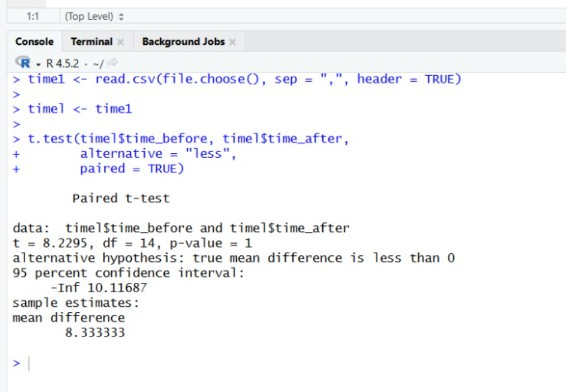 1:1 (Top Level)
Console Terminal Background Jobs
R R 4.5.2 · ~/
> time1 <- read.csv(file.choose(), sep = ",", header = TRUE)
>
> timel <- time1
>
> t.test(timel$time_before, timel$time_after,
+ alternative = "less",
+ paired = TRUE)
Paired t-test
data: timel$time_before and timel$time_after
t = 8.2295, df = 14, p-value = 1
alternative hypothesis: true mean difference is less than 0
95 percent confidence interval:
-Inf 10.11687
sample estimates:
mean difference
8.333333
>